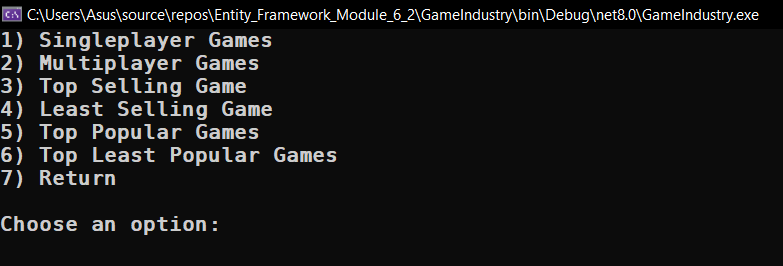 C:\Users\Asus\source\repos\Entity_Framework_Module_6_2\GameIndustry\bin\Debug\net8.0\GameIndustry.exe
1) Singleplayer Games
2) Multiplayer Games
3) Top Selling Game
4) Least Selling Game
5) Top Popular Games
6) Top Least Popular Games
7) Return
Choose an option: